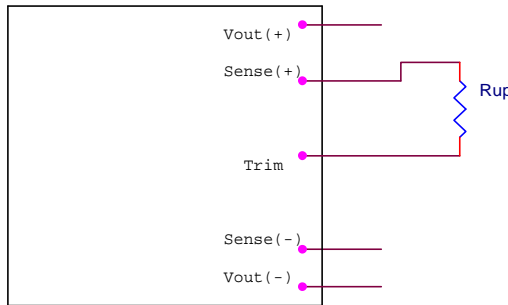 Vout(+)
Sense(+)
Rup
Trim
Sense(-)
Vout(-)